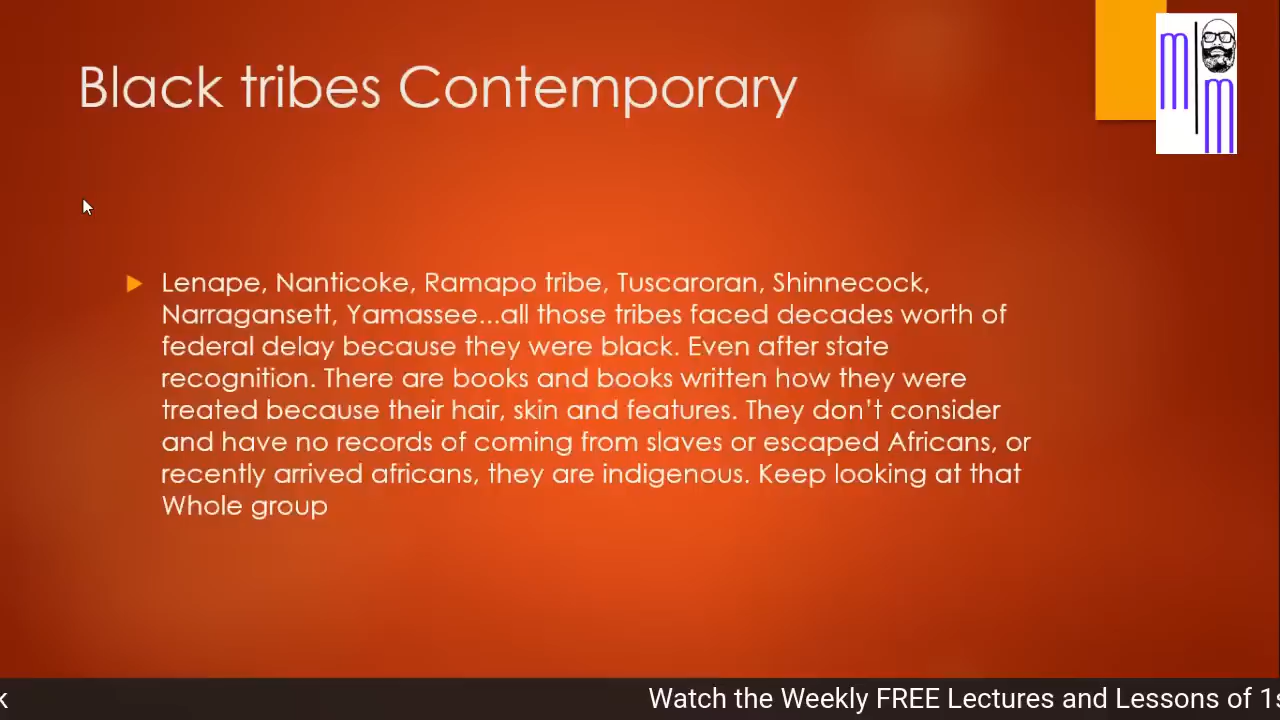 Black tribes Contemporary
m
m
Lenape, Nanticoke, Ramapo tribe, Tuscaroran, Shinnecock,
Narragansett, Yamassee...all those tribes faced decades worth of
federal delay because they were black. Even after state
recognition. There are books and books written how they were
treated because their hair, skin and features. They don’t consider
and have no records of coming from slaves or escaped Africans, or
recently arrived africans, they are indigenous. Keep looking at that
Whole group
k Watch the Weekly FREE Lectures and Lessons of 1s